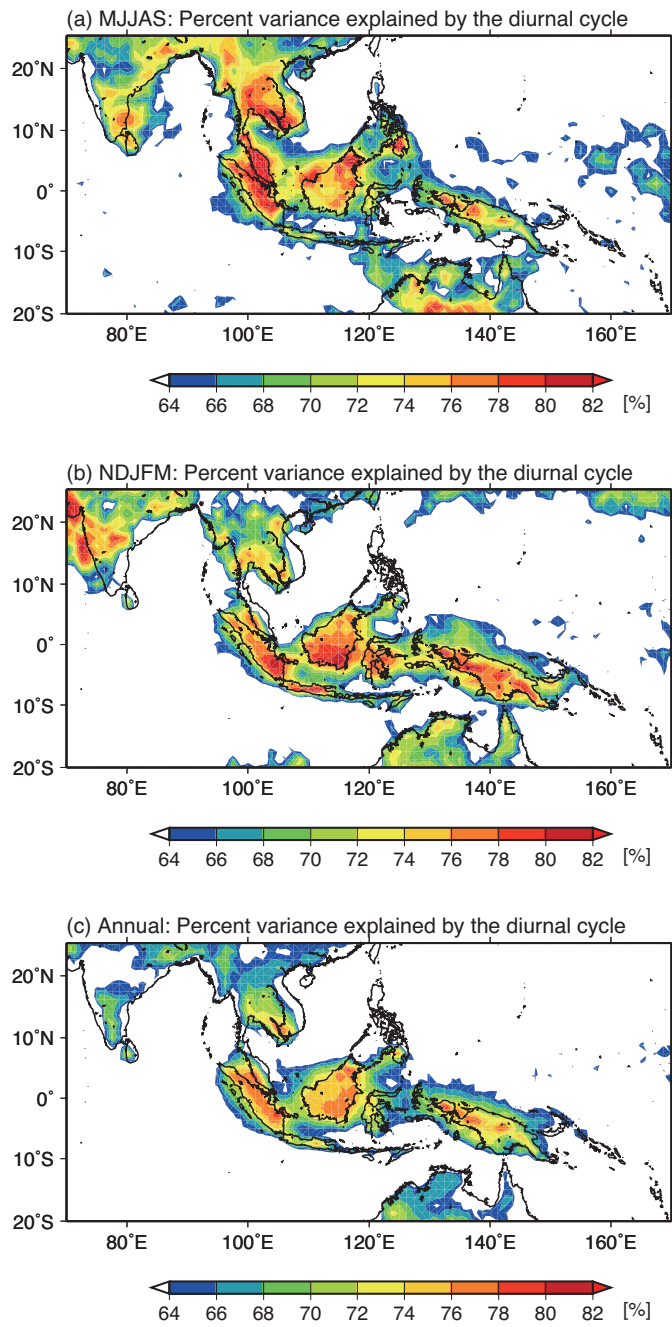 (a) MJJAS: Percent variance explained by the diurnal cycle
20˚N
10˚N
0˚
10˚S
20˚S
80˚E 100˚E 120˚E 140˚E 160˚E
64 66 68 70 72 74 76 78 80 82 [%]
(b) NDJFM: Percent variance explained by the diurnal cycle
20˚N
10˚N
0˚
10˚S
20˚S
80˚E 100˚E 120˚E 140˚E 160˚E
64 66 68 70 72 74 76 78 80 82 [%]
(c) Annual: Percent variance explained by the diurnal cycle
20˚N
10˚N
0˚
10˚S
20˚S
80˚E 100˚E 120˚E 140˚E 160˚E
64 66 68 70 72 74 76 78 80 82 [%]